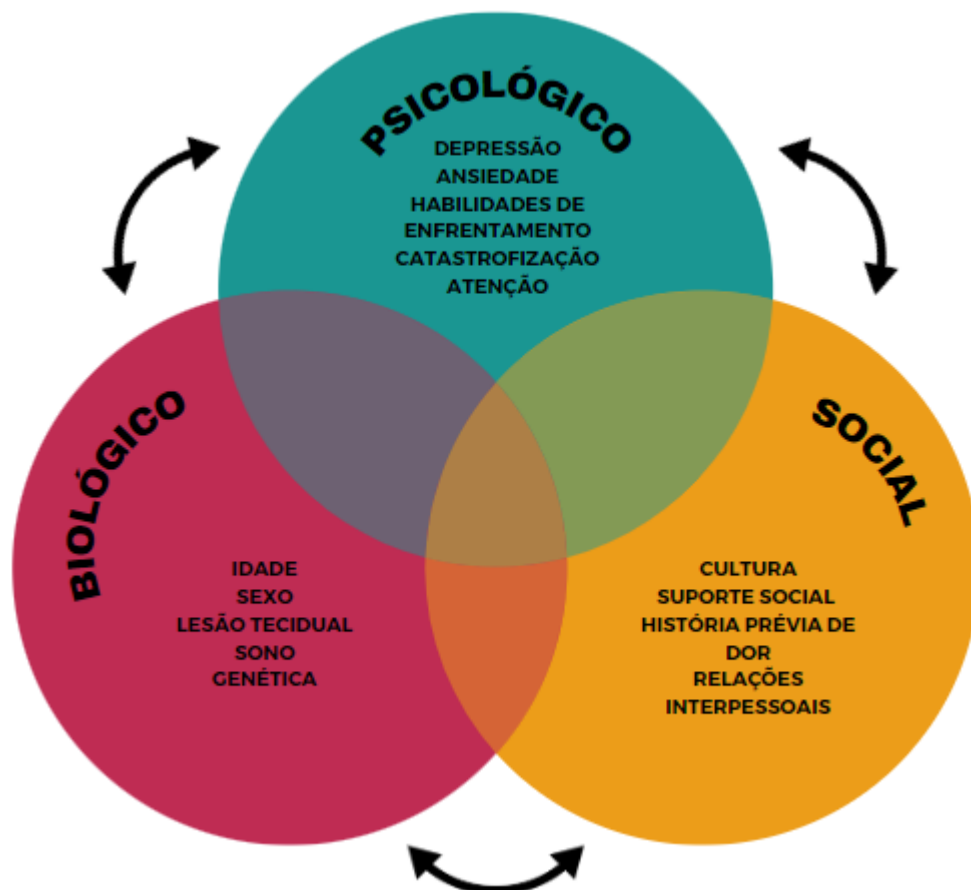 PSICOLÓGICO
DEPRESSÃO
ANSIEDADE
HABILIDADES DE
ENFRENTAMENTO
CATASTROFIZAÇÃO
ATENÇÃO
BIOLÓGICO
IDADE
SEXO
LESÃO TECIDUAL
SONO
GENÉTICA
SOCIAL
CULTURA
SUPORTE SOCIAL
HISTÓRIA PRÉVIA DE
DOR
RELAÇÕES
INTERPESSOAIS